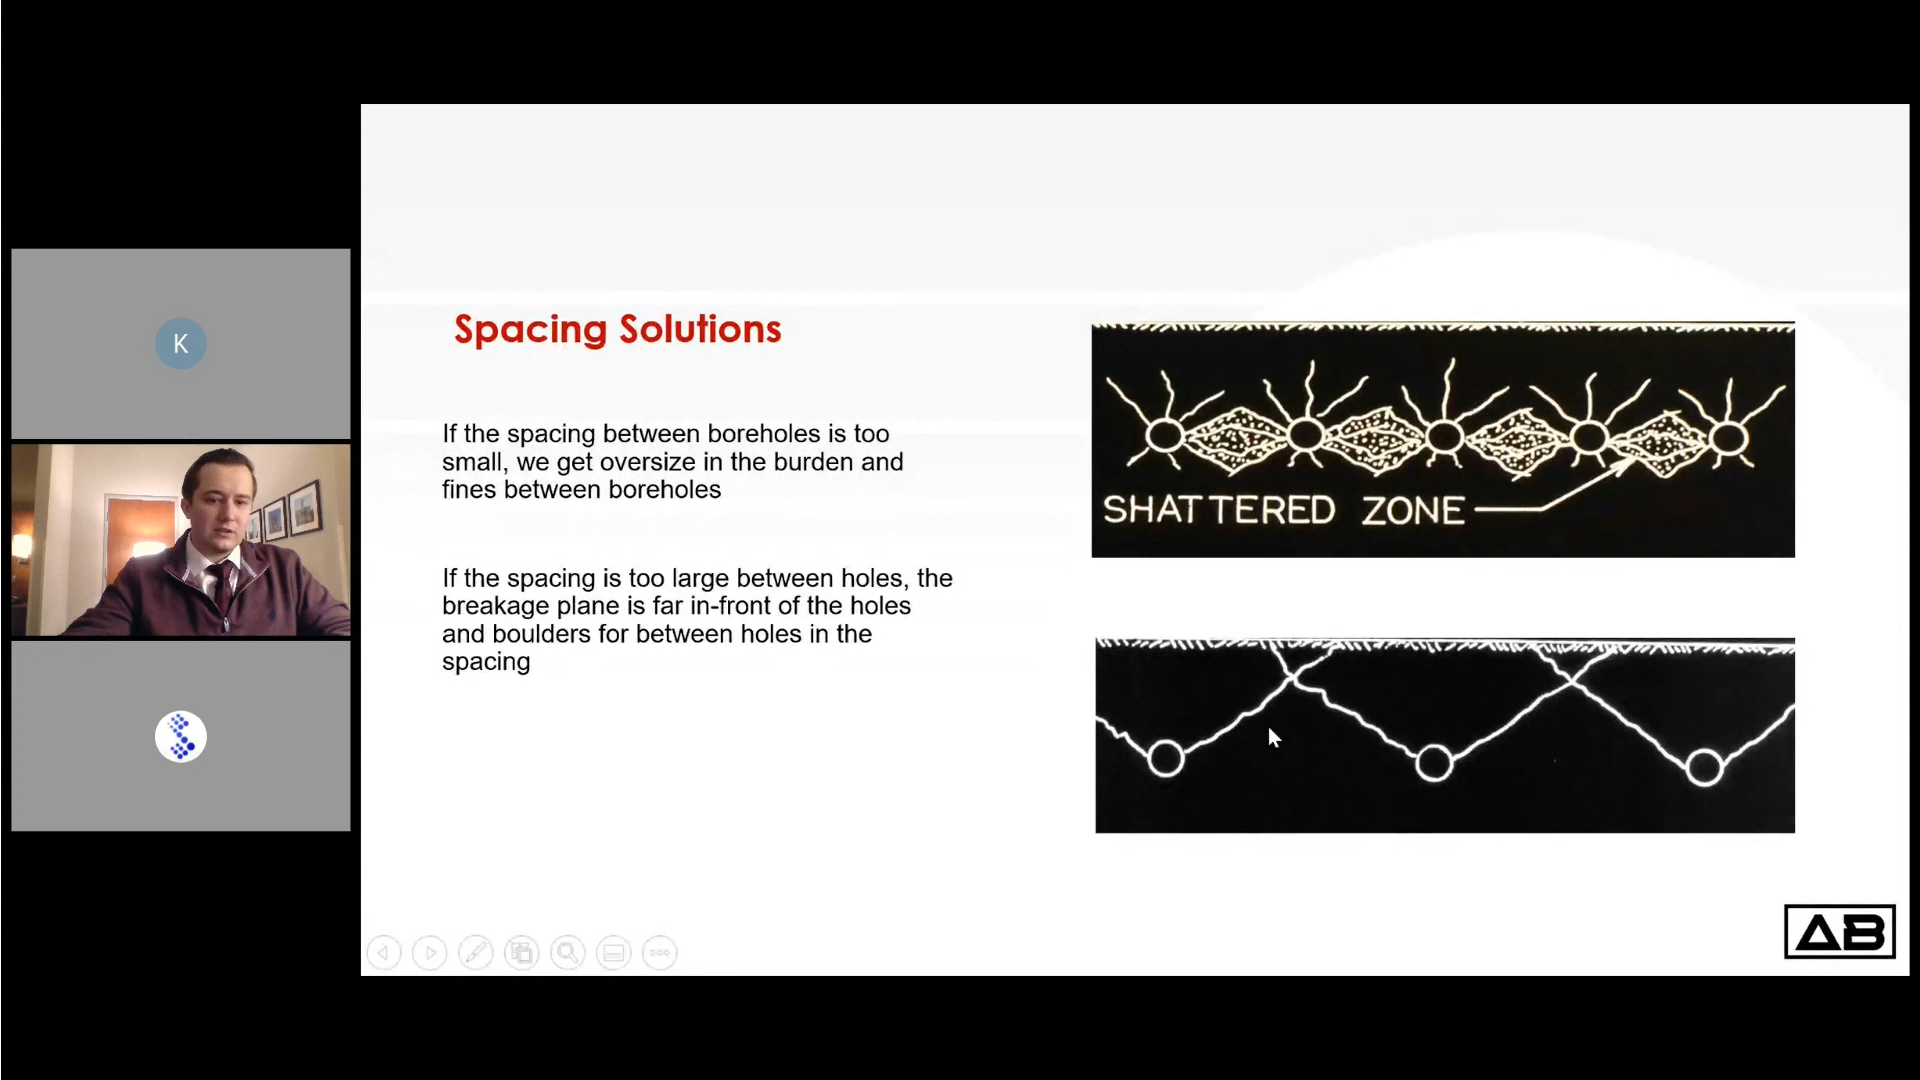 K
Spacing Solutions
If the spacing between boreholes is too
small, we get oversize in the burden and
fines between boreholes
If the spacing is too large between holes, the
breakage plane is far in-front of the holes
and boulders for between holes in the
spacing
SHATTERED ZONE
AB